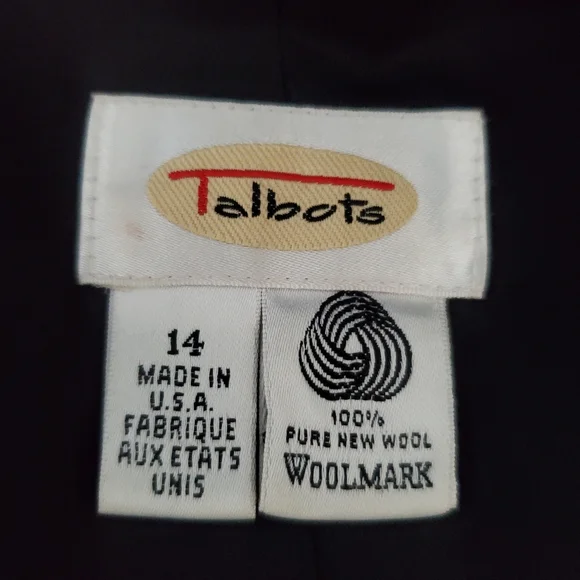 Talbots
14
MADE IN
U.S.A.
FABRIQUE
AUX ETATS
UNIS
100%
PURE NEW WOOL
WOOLMARK